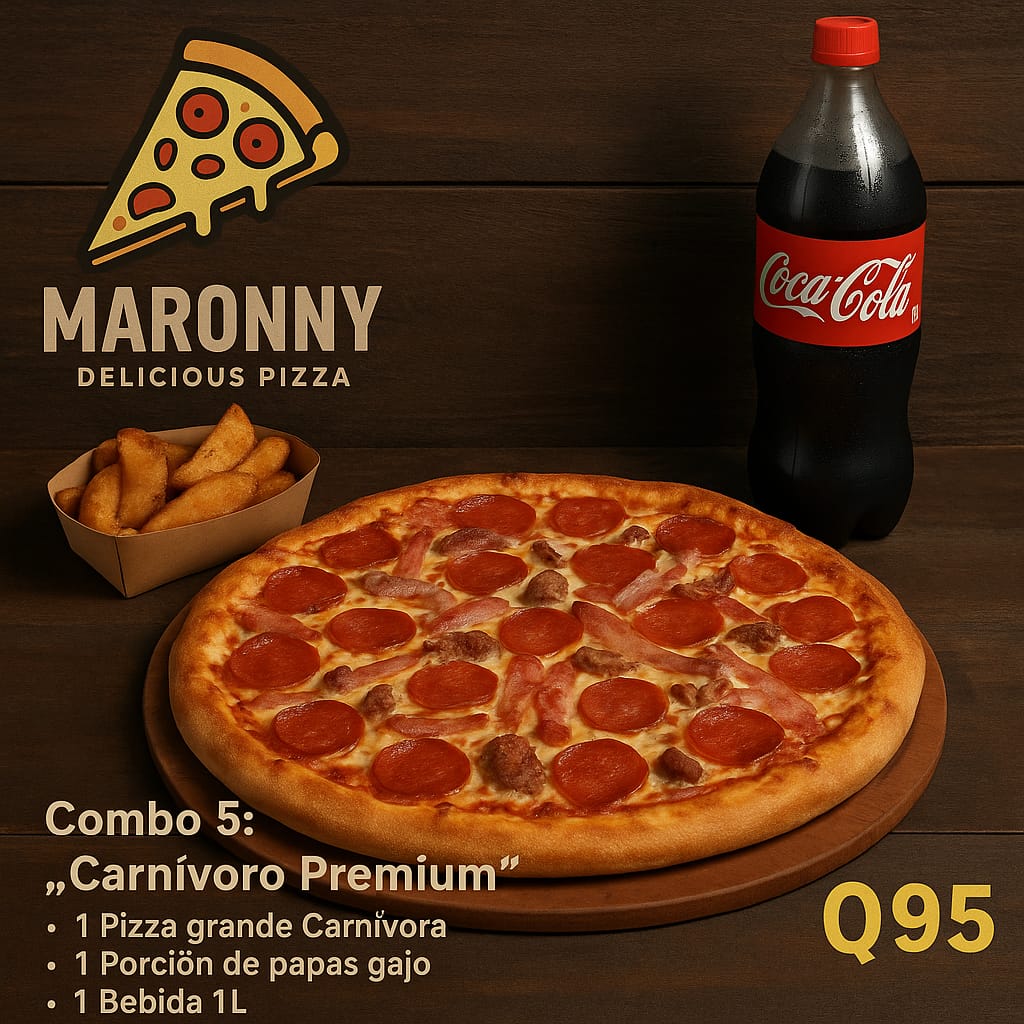 MARONNY
DELICIOUS PIZZA
Coca-Cola
Combo 5:
„Carnívoro Premium”
• 1 Pizza grande Carnívora
• 1 Porciön de papas gajo
• 1 Bebida 1L
Q95